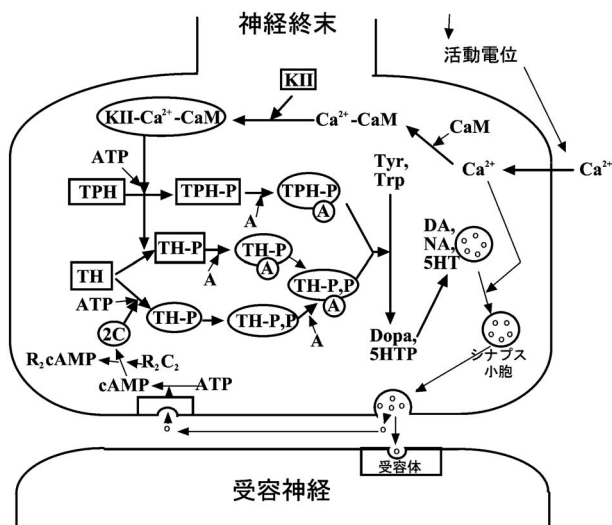 神経終末
活動電位
KII
KII-Ca²⁺-CaM
Ca²⁺-CaM
CaM
Ca²⁺
Ca²⁺
ATP
Tyr,
Trp
TPH
TPH-P
TPH-P
A
A
DA,
NA,
5HT
TH
TH-P
A
TH-P
A
TH-P,P
A
A
ATP
TH-P
TH-P,P
2C
Dopa,
5HTP
シナプス
小胞
R₂cAMP
R₂C₂
cAMP
ATP
受容体
受容神経